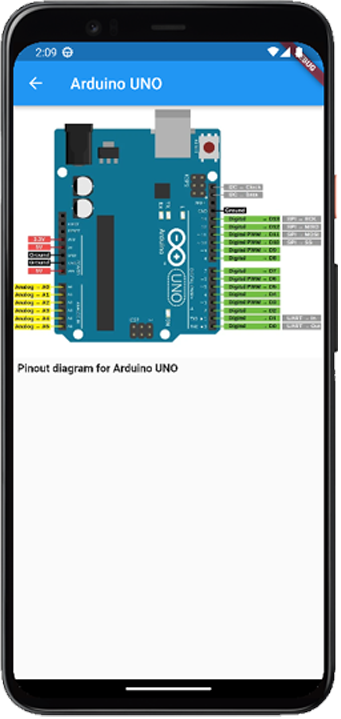 2:09
DEBUG
Arduino UNO
I2C - Clock
I2C - Data
Ground
Digital - D13 SPI - SCK
Digital - D12 SPI - MISO
Digital PWM - D11 SPI - MOSI
Digital PWM - D10 SPI - SS
Digital PWM - D9
Digital - D8
3.3V
5V
Ground
Ground
5V
Digital - D7
Digital PWM - D6
Digital PWM - D5
Digital - D4
Digital PWM - D3
Digital - D2
Digital - D1
Digital - D0
Analog - A0
Analog - A1
Analog - A2
Analog - A3
Analog - A4
Analog - A5
Arduino
UNO
Pinout diagram for Arduino UNO